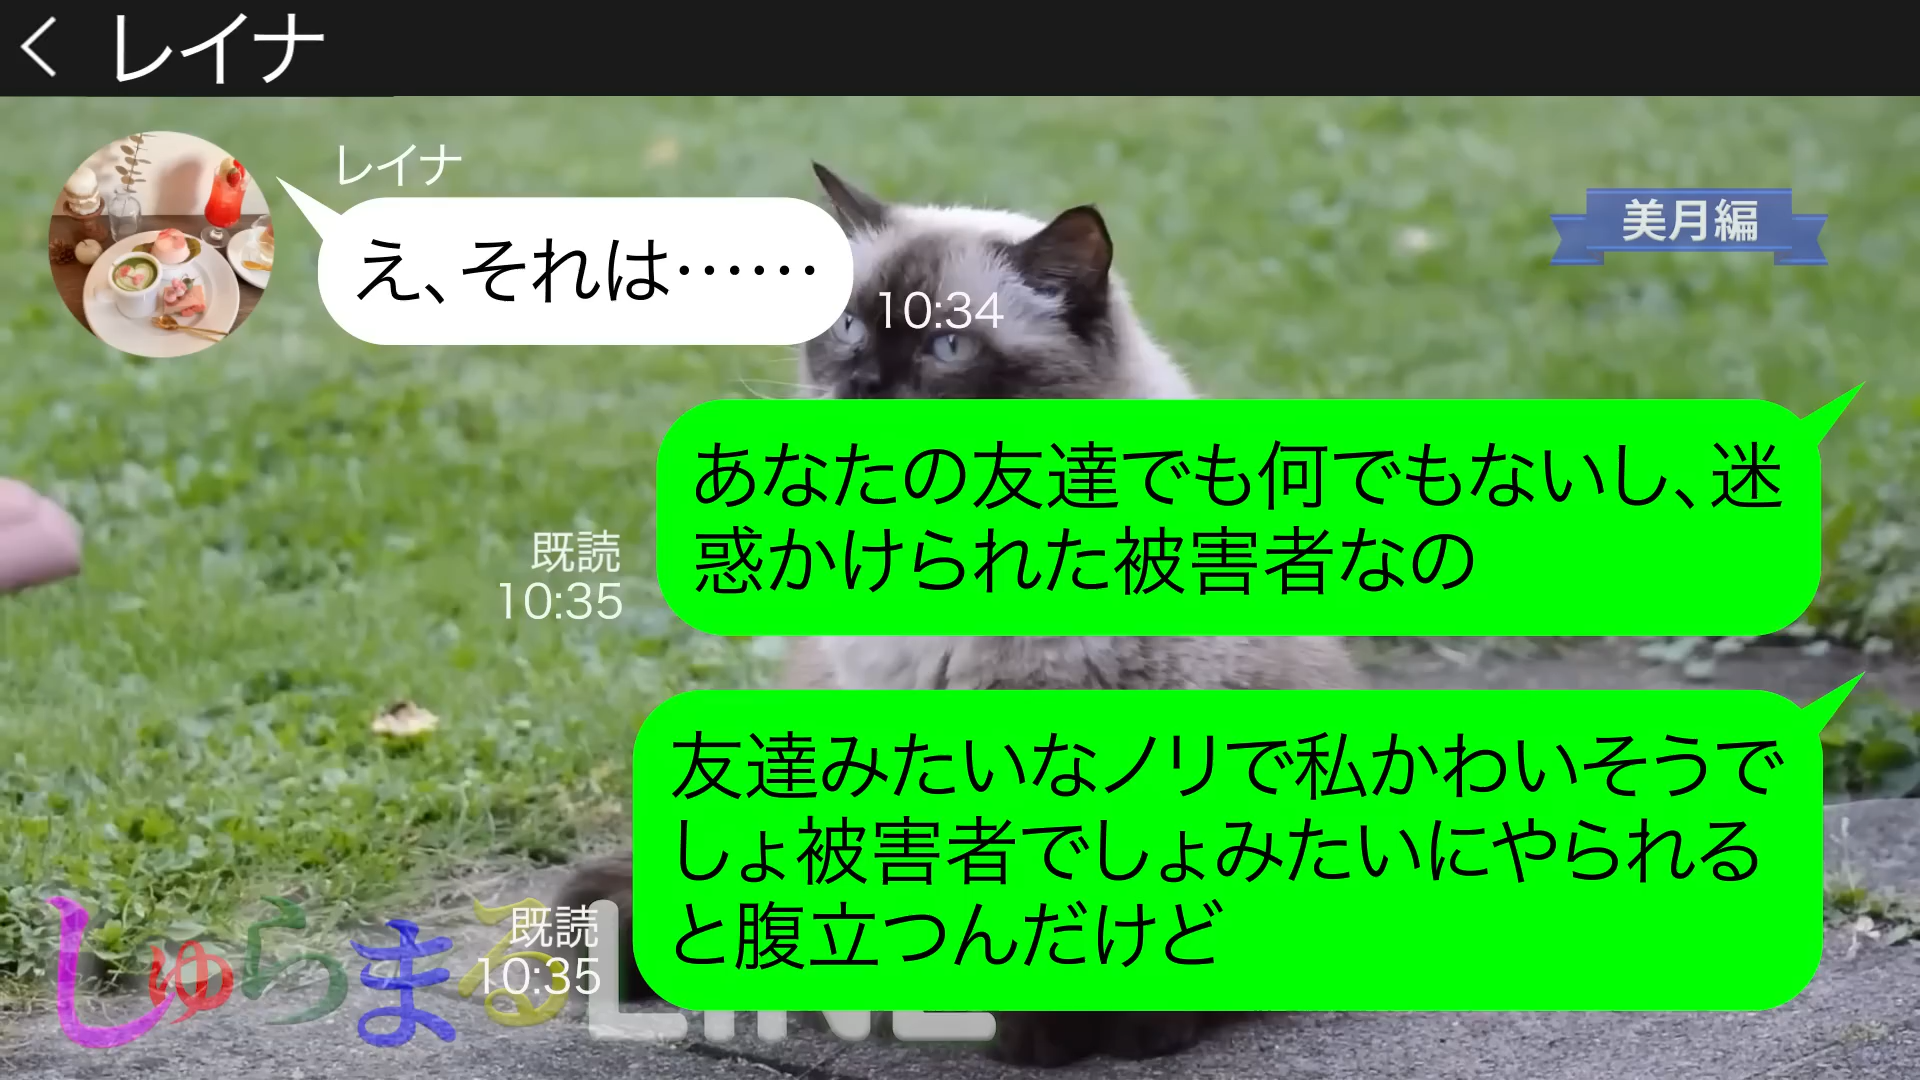 レイナ
レイナ
美月編
え、それは……
10:34
あなたの友達でも何でもないし、迷
惑かけられた被害者なの
既読
10:35
友達みたいなノリで私かわいそうで
しょ被害者でしょみたいにやられる
と腹立つんだけど
既読
10:35
しゅらまるLINE